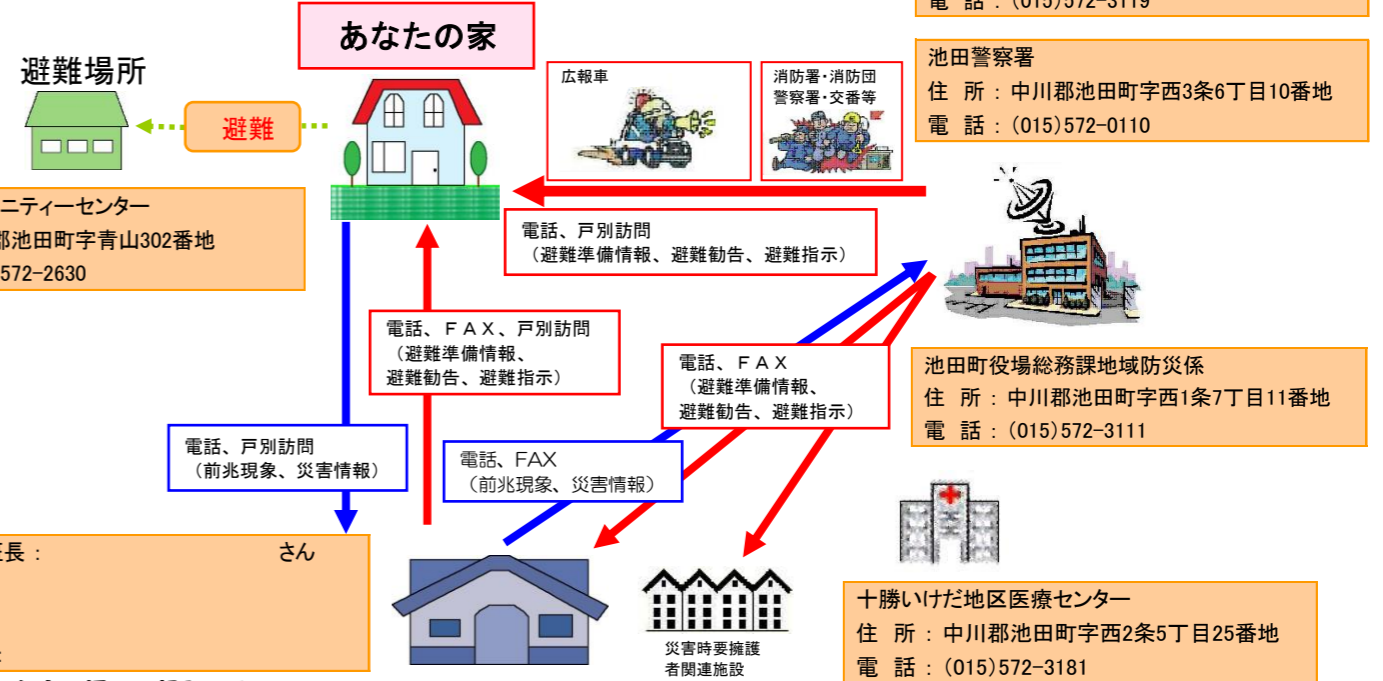 電 話：(015)572-3119
あなたの家
避難場所
避難
広報車
消防署・消防団
警察署・交番等
池田警察署
住 所：中川郡池田町字西3条6丁目10番地
電 話：(015)572-0110
ニティーセンター
郡池田町字青山302番地
572-2630
電話、戸別訪問
（避難準備情報、避難勧告、避難指示）
電話、ＦＡＸ、戸別訪問
（避難準備情報、
避難勧告、避難指示）
電話、ＦＡＸ
（避難準備情報、
避難勧告、避難指示）
池田町役場総務課地域防災係
住 所：中川郡池田町字西1条7丁目11番地
電 話：(015)572-3111
電話、戸別訪問
（前兆現象、災害情報）
電話、FAX
（前兆現象、災害情報）
長： さん
災害時要擁護
者関連施設
十勝いけだ地区医療センター
住 所：中川郡池田町字西2条5丁目25番地
電 話：(015)572-3181